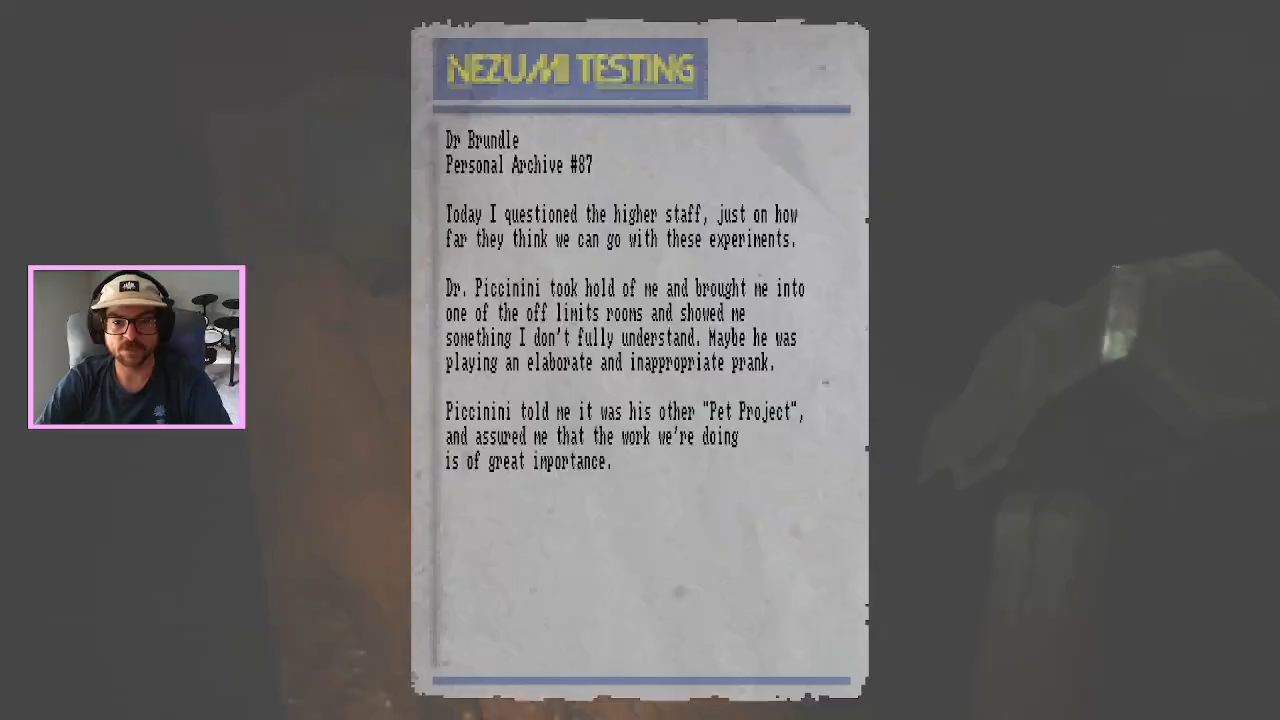 NEZUMI TESTING
Dr Brundle
Personal Archive #87
Today I questioned the higher staff, just on how
far they think we can go with these experiments.
Dr. Piccinini took hold of me and brought me into
one of the off limits rooms and showed me
something I don't fully understand. Maybe he was
playing an elaborate and inappropriate prank.
Piccinini told me it was his other "Pet Project",
and assured me that the work we're doing
is of great importance.